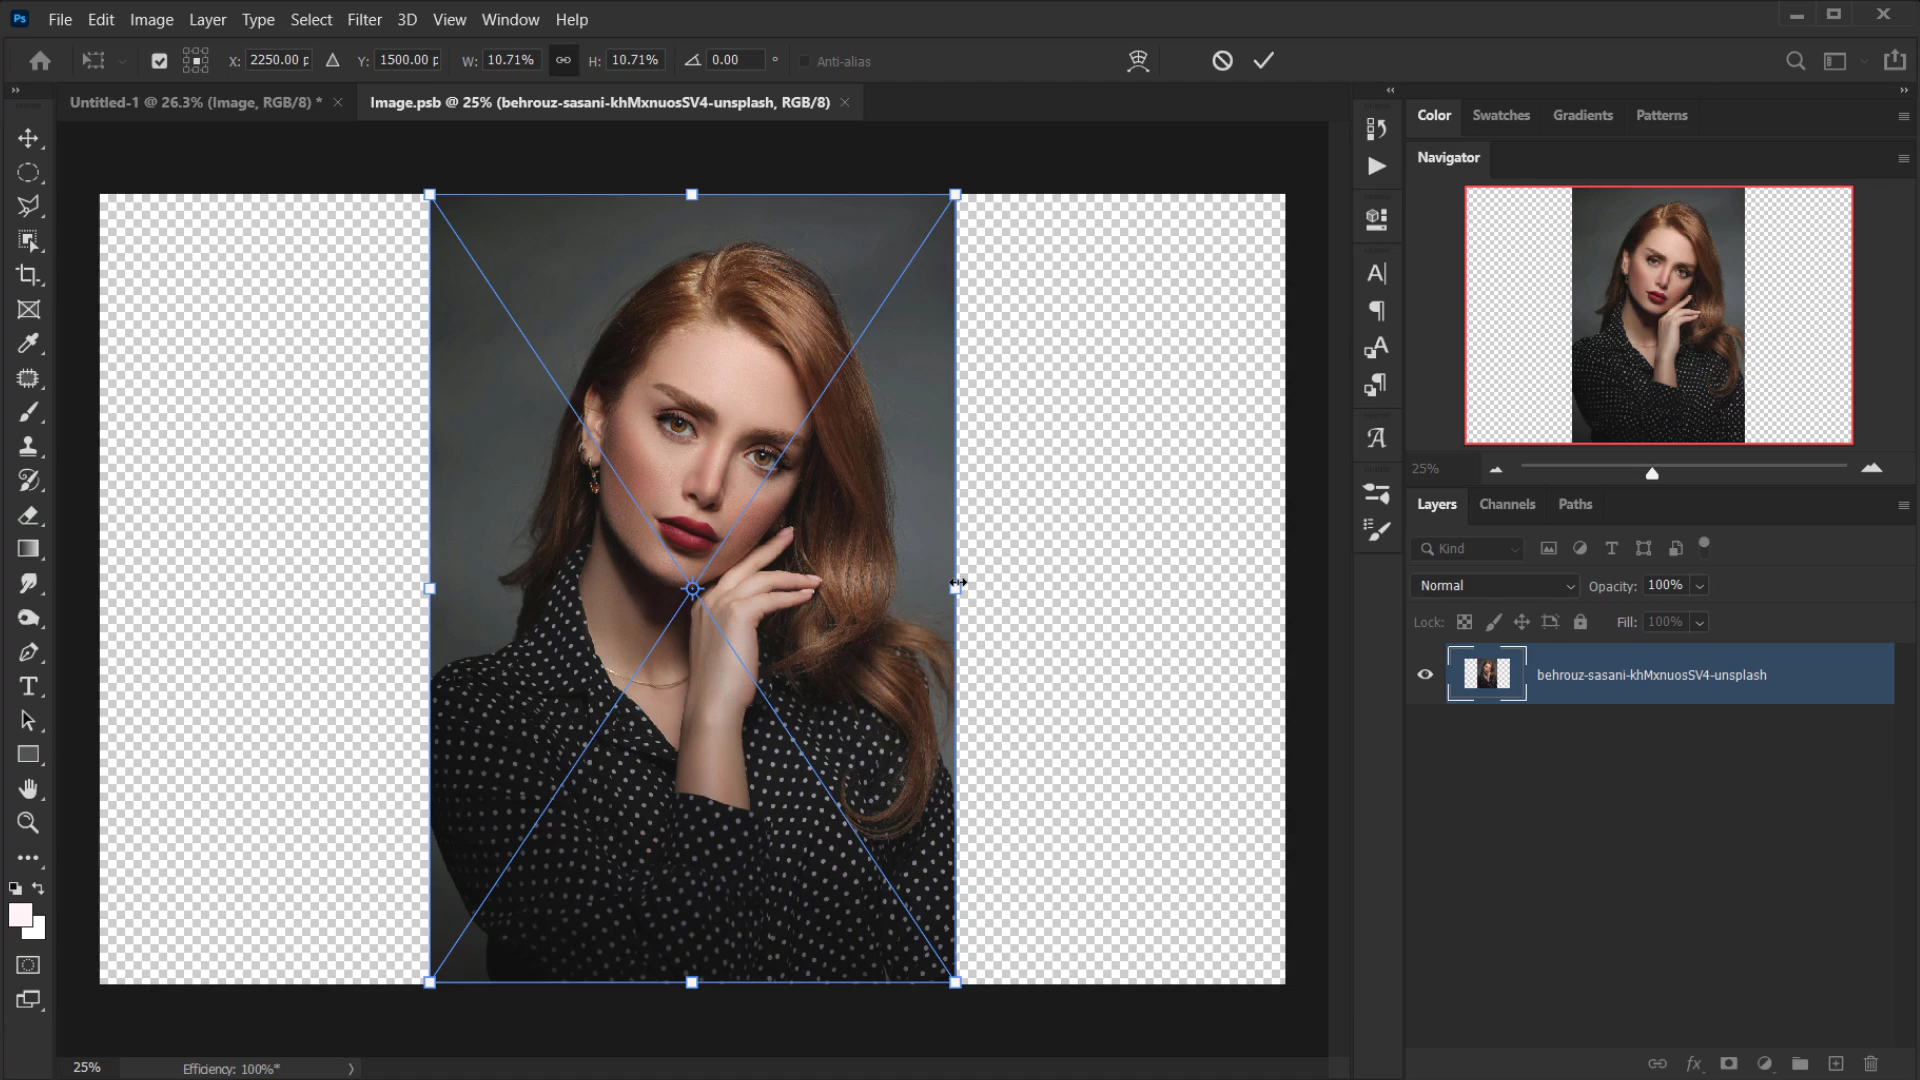 Ps File Edit Image Layer Type Select Filter 3D View Window Help
X: 2250.00 p Y: 1500.00 p W: 10.71% H: 10.71% 0.00 ° Anti-alias
Untitled-1 @ 26.3% (Image, RGB/8) * × Image.psb @ 25% (behrouz-sasani-khMxnuosSV4-unsplash, RGB/8) ×
Color Swatches Gradients Patterns
Navigator
25%
Layers Channels Paths
Kind
Normal Opacity: 100%
Lock: Fill: 100%
behrouz-sasani-khMxnuosSV4-unsplash
fx
25% Efficiency: 100%*